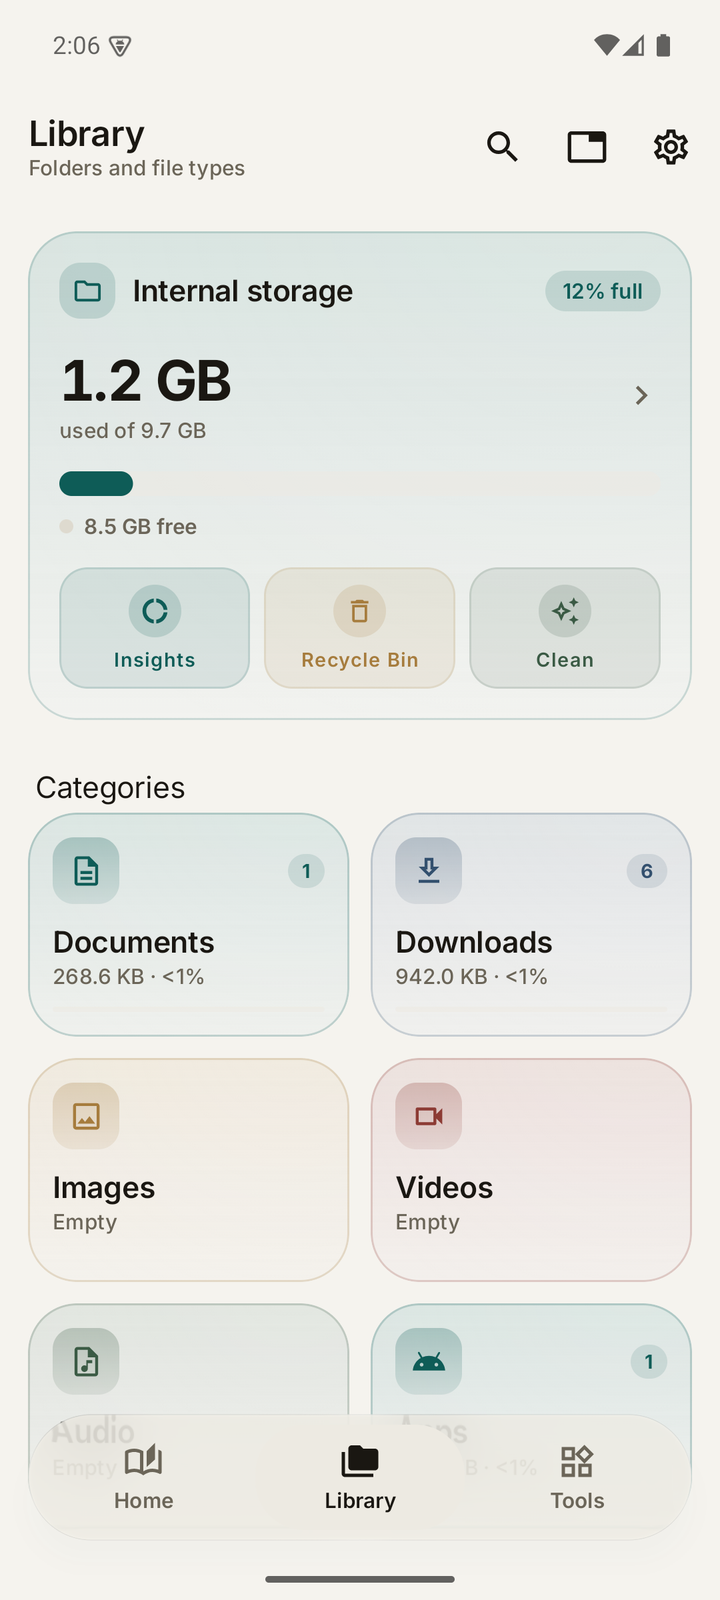 2:06
Library
Folders and file types
Internal storage
12% full
1.2 GB
used of 9.7 GB
8.5 GB free
Insights
Recycle Bin
Clean
Categories
1
6
Documents
Downloads
268.6 KB · <1%
942.0 KB · <1%
Images
Videos
Empty
Empty
1
Audio
Apps
Empty
B · <1%
Home
Library
Tools